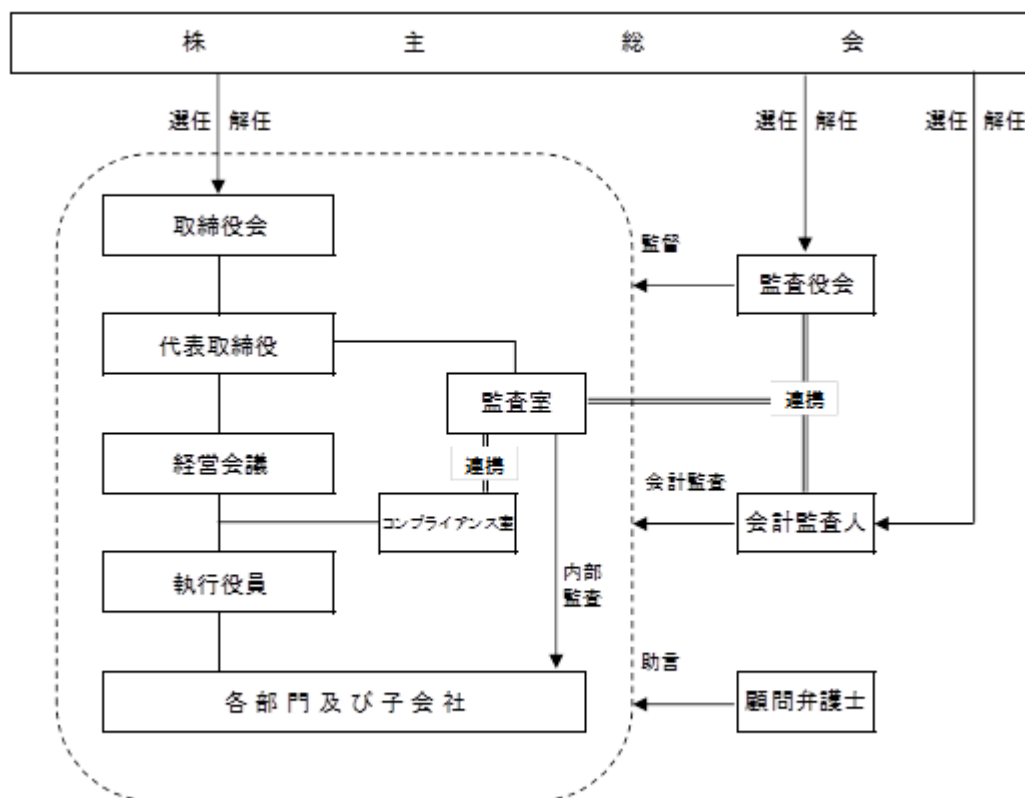 株主総会
選任 解任
選任 解任
選任 解任
取締役会
監督
監査役会
代表取締役
監査室
連携
経営会議
連携
会計監査
コンプライアンス室
会計監査人
執行役員
内部
監査
助言
各部門及び子会社
顧問弁護士